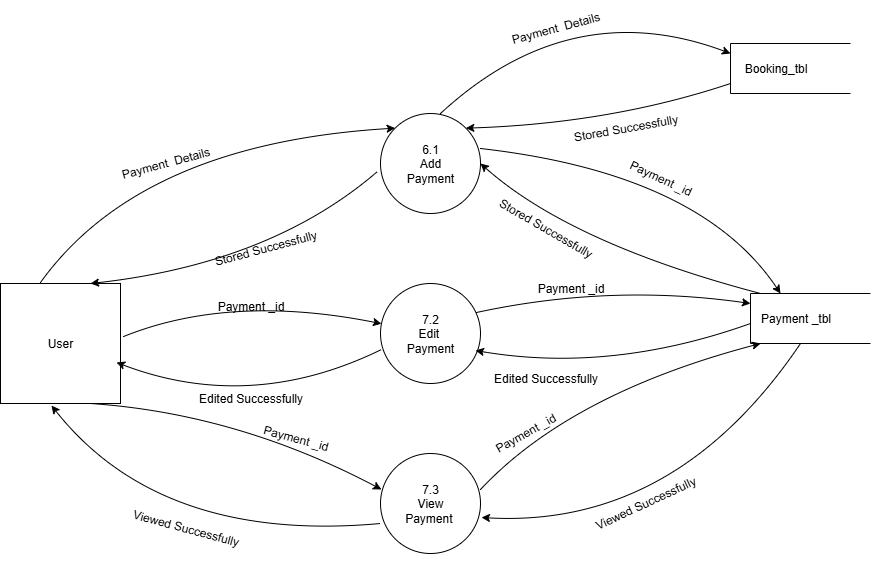 Payment Details
Booking_tbl
Stored Successfully
6.1
Add
Payment
Payment Details
Payment _id
Stored Successfully
Stored Successfully
Payment _id
7.2
Edit
Payment
Payment _id
Payment _tbl
User
Edited Successfully
Edited Successfully
Payment _id
Payment _id
7.3
View
Payment
Viewed Successfully
Viewed Successfully